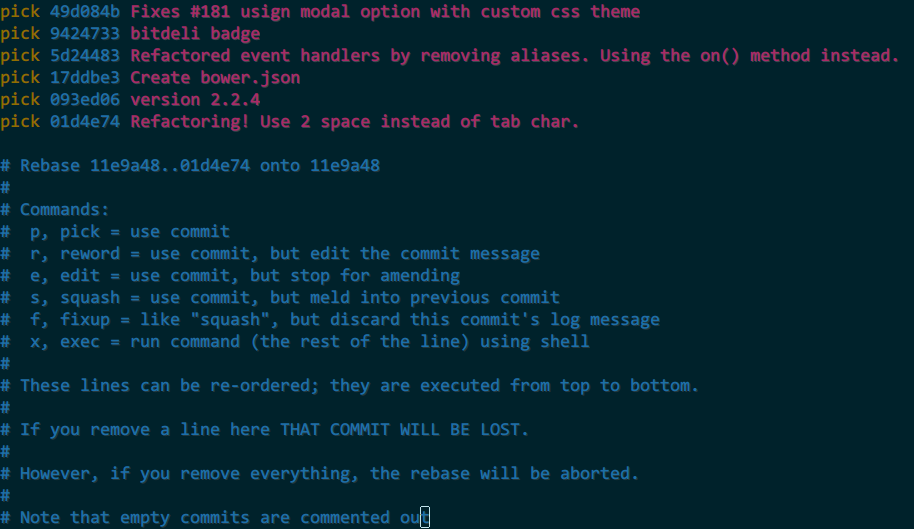 pick 49d084b Fixes #181 usign modal option with custom css theme
pick 9424733 bitdeli badge
pick 5d24483 Refactored event handlers by removing aliases. Using the on() method instead.
pick 17ddbe3 Create bower.json
pick 093ed06 version 2.2.4
pick 01d4e74 Refactoring! Use 2 space instead of tab char.

# Rebase 11e9a48..01d4e74 onto 11e9a48
#
# Commands:
#  p, pick = use commit
#  r, reword = use commit, but edit the commit message
#  e, edit = use commit, but stop for amending
#  s, squash = use commit, but meld into previous commit
#  f, fixup = like "squash", but discard this commit's log message
#  x, exec = run command (the rest of the line) using shell
#
# These lines can be re-ordered; they are executed from top to bottom.
#
# If you remove a line here THAT COMMIT WILL BE LOST.
#
# However, if you remove everything, the rebase will be aborted.
#
# Note that empty commits are commented out